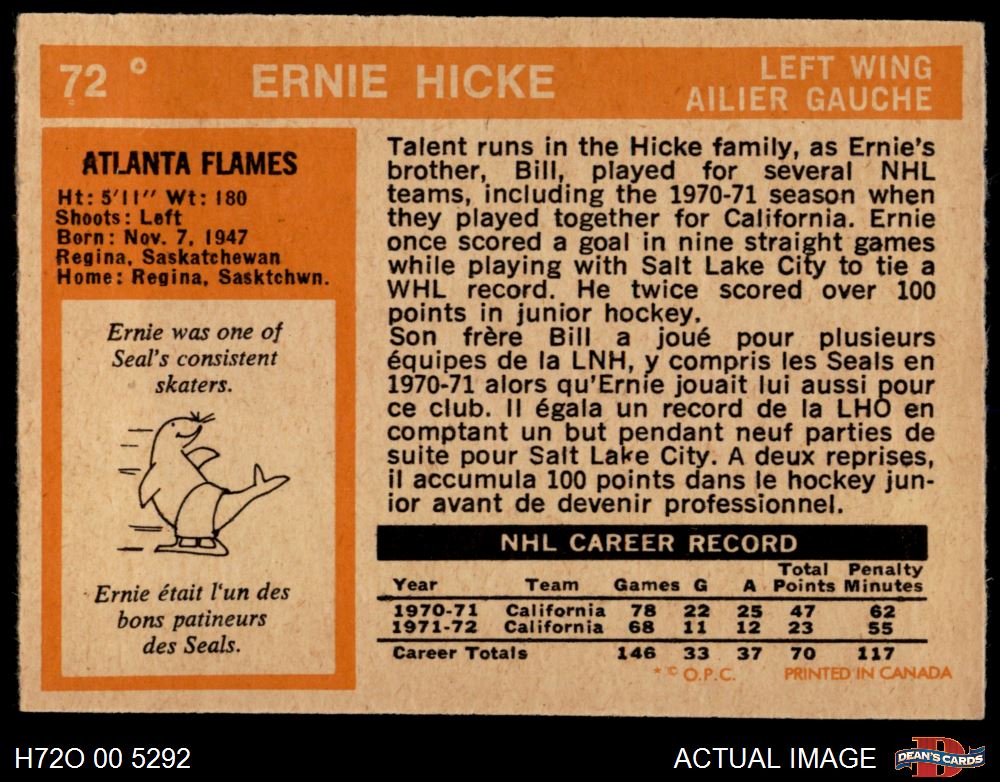 72 ° ERNIE HICKE
LEFT WING
AILIER GAUCHE
ATLANTA FLAMES
Ht: 5'11" Wt: 180
Shoots: Left
Born: Nov. 7, 1947
Regina, Saskatchewan
Home: Regina, Sasktchwn.
Ernie was one of
Seal's consistent
skaters.
Ernie était l'un des
bons patineurs
des Seals.
Talent runs in the Hicke family, as Ernie's
brother, Bill, played for several NHL
teams, including the 1970-71 season when
they played together for California. Ernie
once scored a goal in nine straight games
while playing with Salt Lake City to tie a
WHL record. He twice scored over 100
points in junior hockey.
Son frère Bill a joué pour plusieurs
équipes de la LNH, y compris les Seals en
1970-71 alors qu'Ernie jouait lui aussi pour
ce club. Il égala un record de la LHO en
comptant un but pendant neuf parties de
suite pour Salt Lake City. A deux reprises,
il accumula 100 points dans le hockey jun-
ior avant de devenir professionnel.
NHL CAREER RECORD
Total Penalty
Year Team Games G A Points Minutes
1970-71 California 78 22 25 47 62
1971-72 California 68 11 12 23 55
Career Totals 146 33 37 70 117
* © O.P.C. PRINTED IN CANADA
H72O 00 5292
ACTUAL IMAGE
DEAN'S CARDS